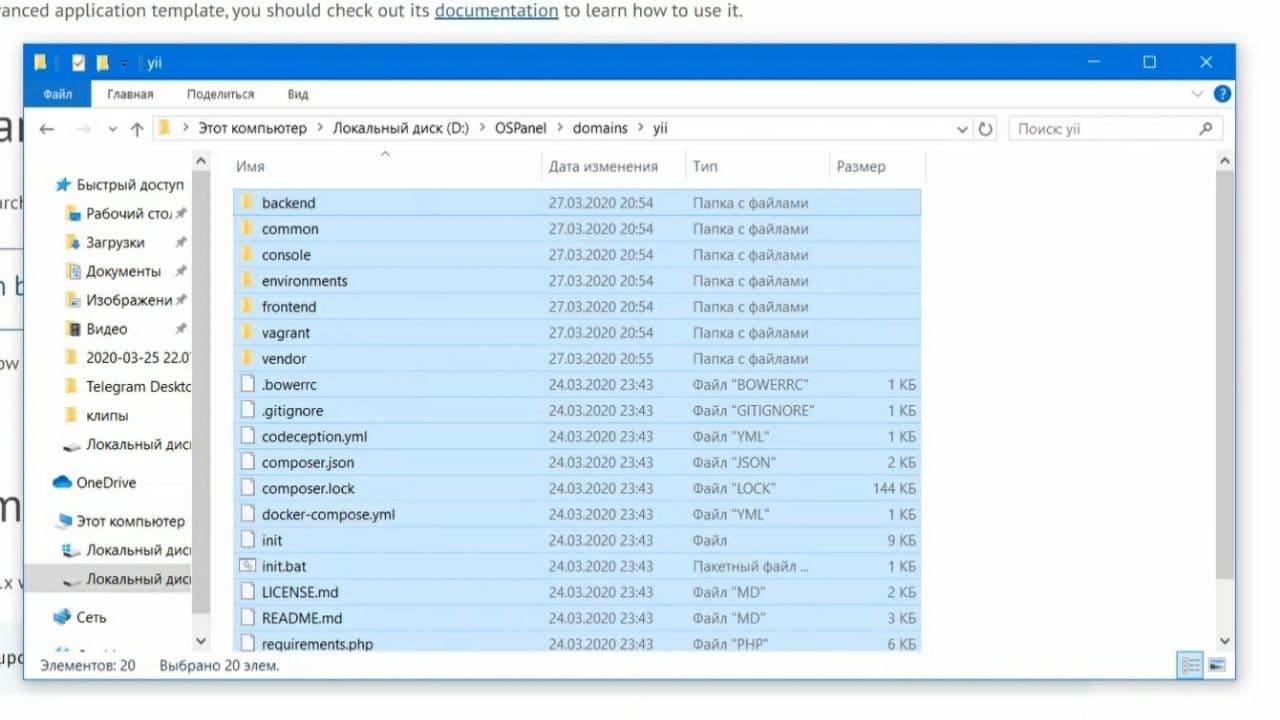 anced application template, you should check out its documentation to learn how to use it.
yii
Файл Главная Поделиться Вид
Этот компьютер > Локальный диск (D:) > OSPanel > domains > yii
Поиск: yii
Имя Дата изменения Тип Размер
Быстрый доступ
Рабочий сто
Загрузки
Документы
Изображени
Видео
2020-03-25 22.0
Telegram Deskto
клипы
Локальный дис
OneDrive
Этот компьютер
Локальный дис
Локальный дис
Сеть
backend 27.03.2020 20:54 Папка с файлами
common 27.03.2020 20:54 Папка с файлами
console 27.03.2020 20:54 Папка с файлами
environments 27.03.2020 20:54 Папка с файлами
frontend 27.03.2020 20:54 Папка с файлами
vagrant 27.03.2020 20:54 Папка с файлами
vendor 27.03.2020 20:55 Папка с файлами
.bowerrc 24.03.2020 23:43 Файл "BOWERRC" 1 КБ
.gitignore 24.03.2020 23:43 Файл "GITIGNORE" 1 КБ
codeception.yml 24.03.2020 23:43 Файл "YML" 1 КБ
composer.json 24.03.2020 23:43 Файл "JSON" 2 КБ
composer.lock 24.03.2020 23:43 Файл "LOCK" 144 КБ
docker-compose.yml 24.03.2020 23:43 Файл "YML" 1 КБ
init 24.03.2020 23:43 Файл 9 КБ
init.bat 24.03.2020 23:43 Пакетный файл ... 1 КБ
LICENSE.md 24.03.2020 23:43 Файл "MD" 2 КБ
README.md 24.03.2020 23:43 Файл "MD" 3 КБ
requirements.php 24.03.2020 23:43 Файл "PHP" 6 КБ
Элементов: 20 Выбрано 20 элем.